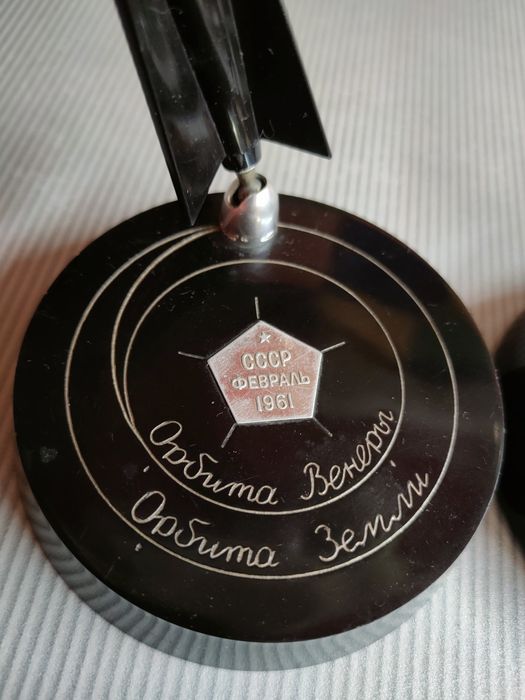 СССР
ФЕВРАЛЬ
1961
Орбита Венеры
Орбита Земли